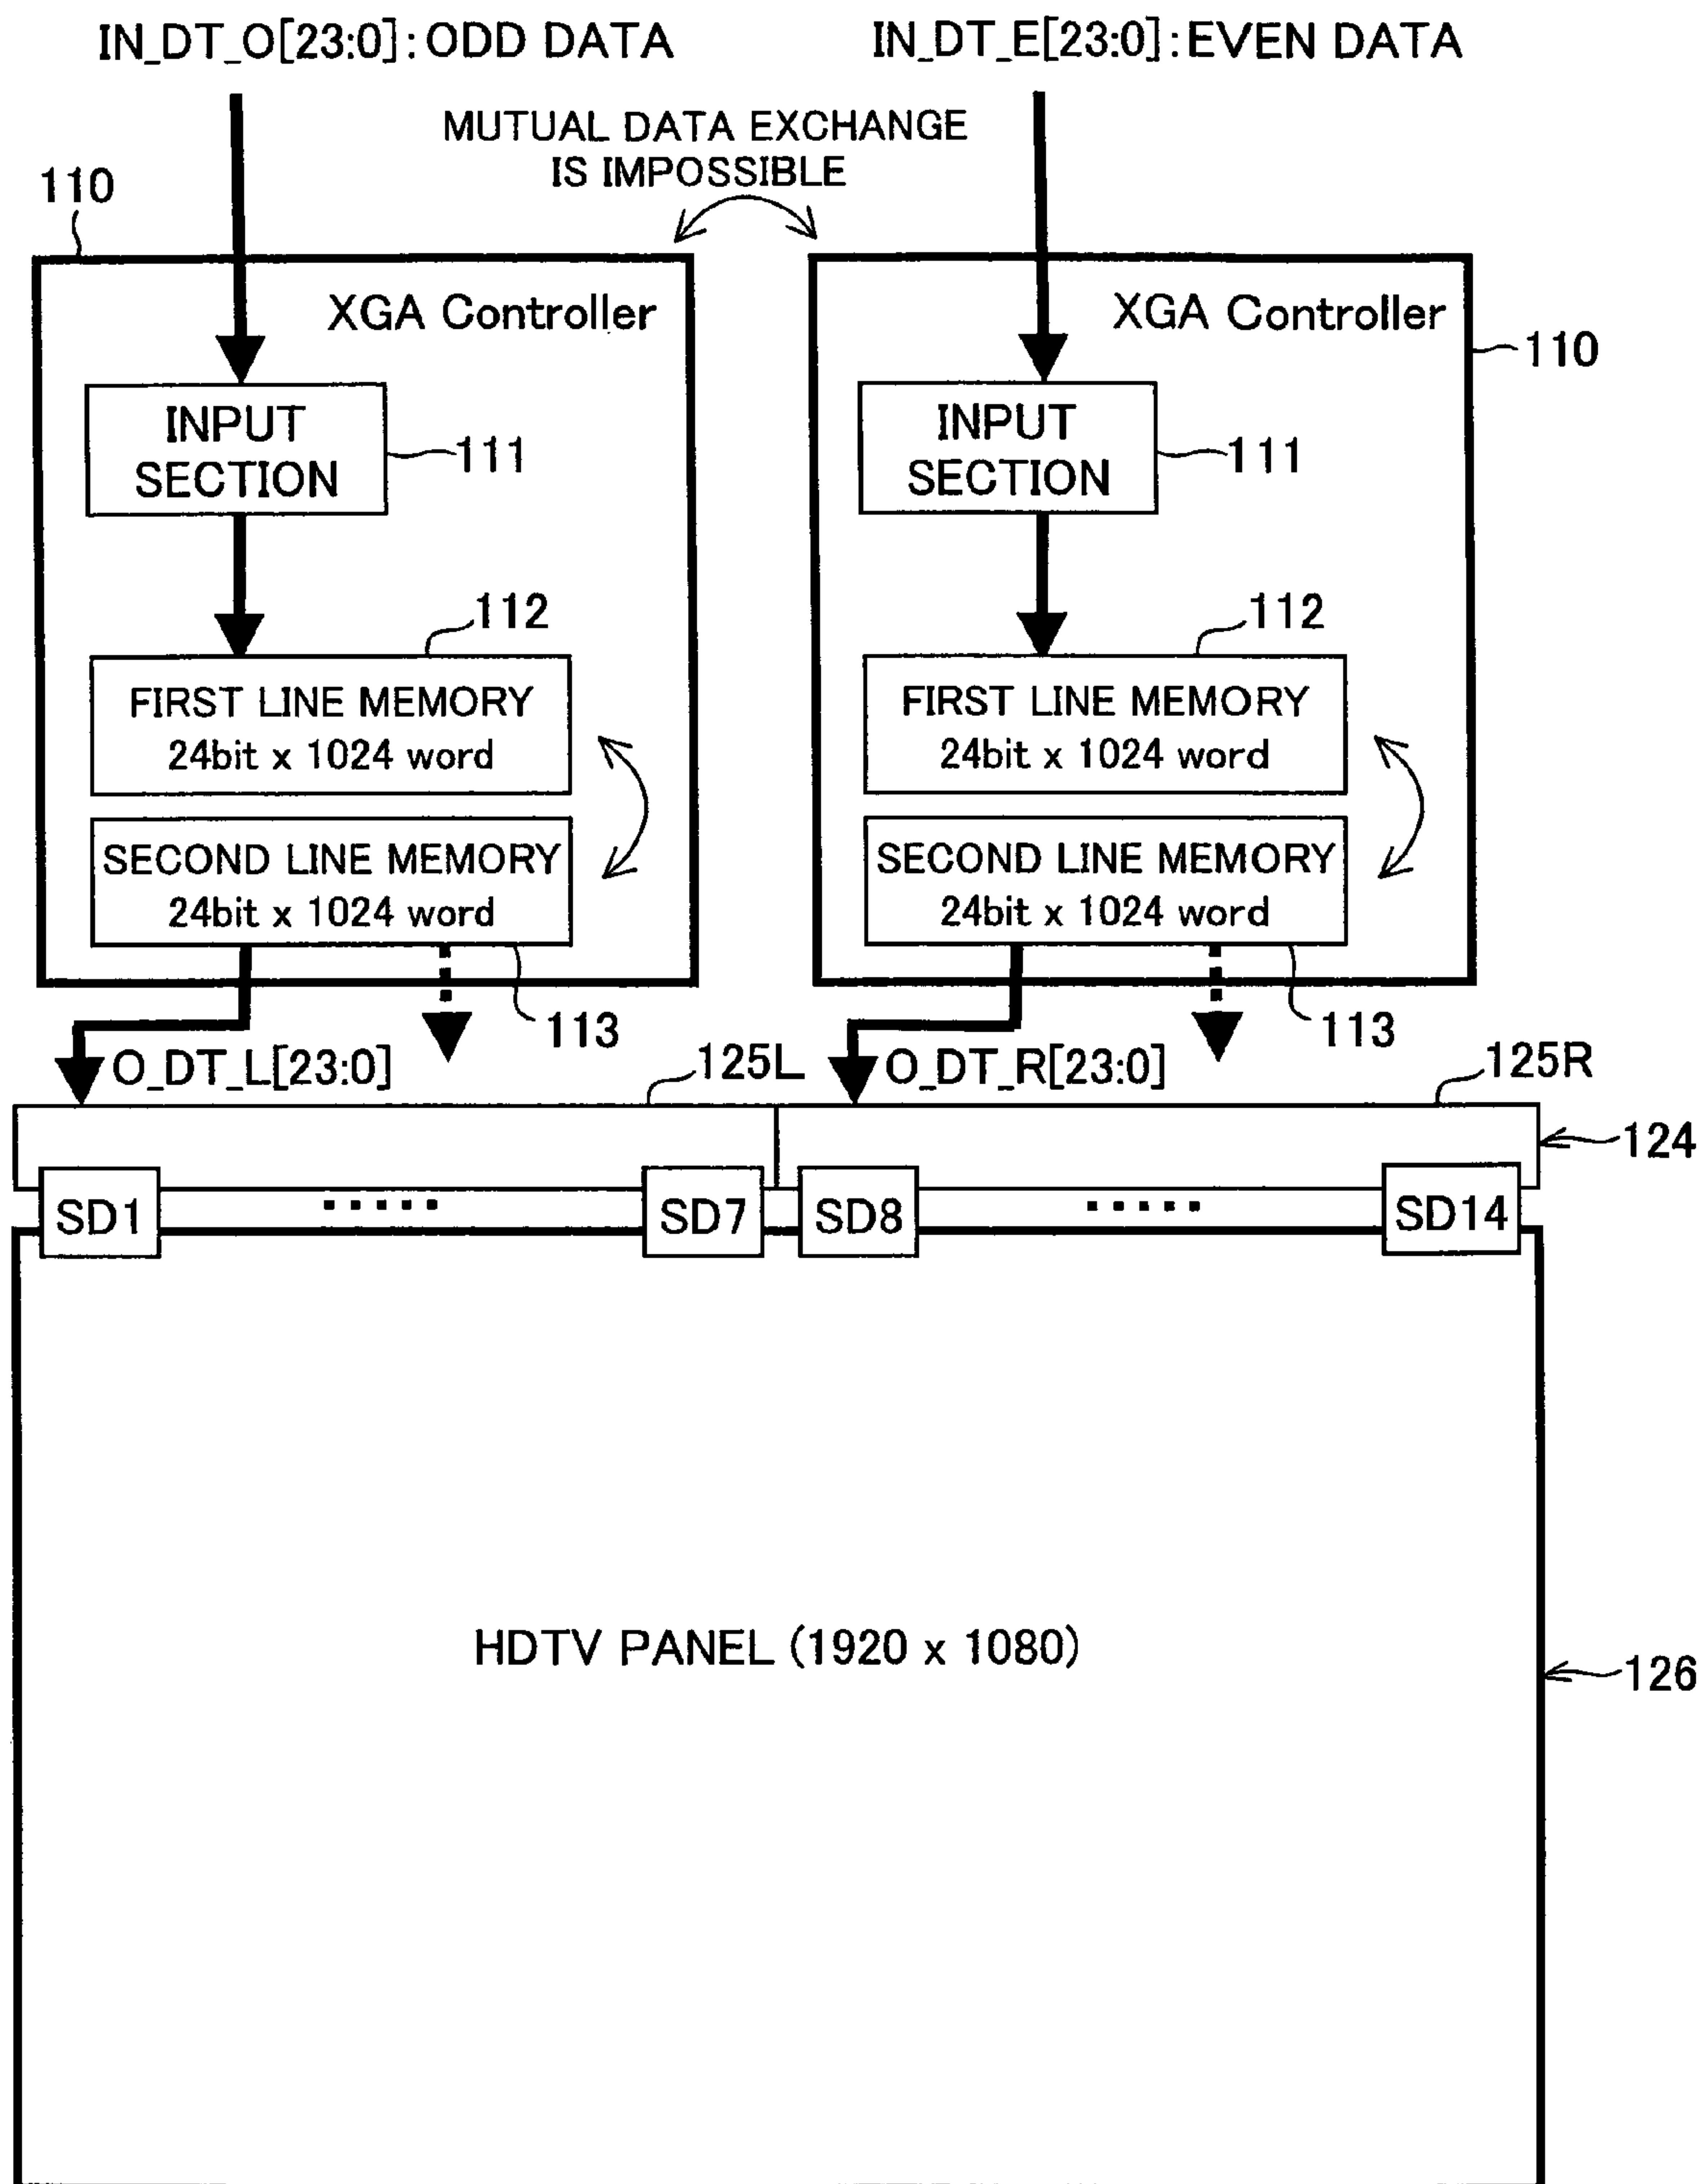 IN_DT_O[23:0]:ODD DATA
IN_DT_E[23:0]:EVEN DATA
MUTUAL DATA EXCHANGE
IS IMPOSSIBLE
110
XGA Controller
INPUT
SECTION
111
112
FIRST LINE MEMORY
24bit x 1024 word
SECOND LINE MEMORY
24bit x 1024 word
113
O_DT_L[23:0]
XGA Controller
110
INPUT
SECTION
111
112
FIRST LINE MEMORY
24bit x 1024 word
SECOND LINE MEMORY
24bit x 1024 word
113
O_DT_R[23:0]
125L
125R
124
SD1
SD7
SD8
SD14
HDTV PANEL (1920 x 1080)
126